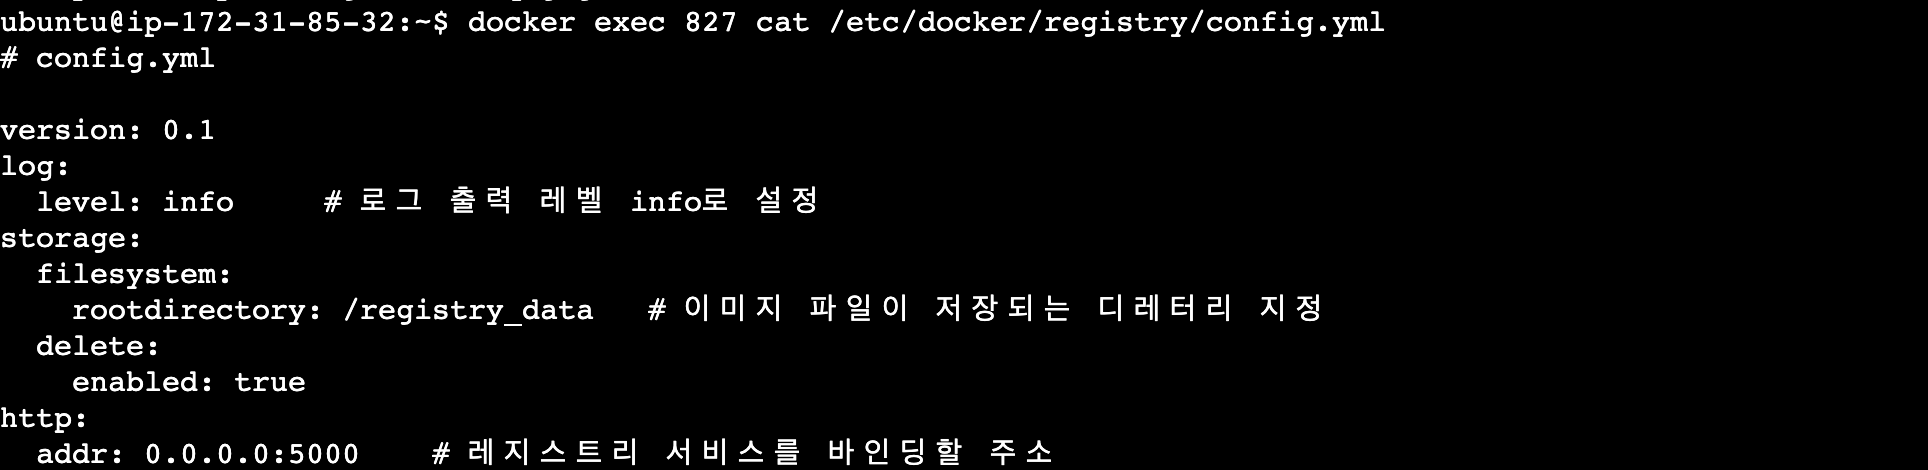 ubuntu@ip-172-31-85-32:~$ docker exec 827 cat /etc/docker/registry/config.yml
# config.yml

version: 0.1
log:
  level: info     # 로그 출력 레벨 info로 설정
storage:
  filesystem:
    rootdirectory: /registry_data   # 이미지 파일이 저장되는 디레터리 지정
  delete:
    enabled: true
http:
  addr: 0.0.0.0:5000    # 레지스트리 서비스를 바인딩할 주소